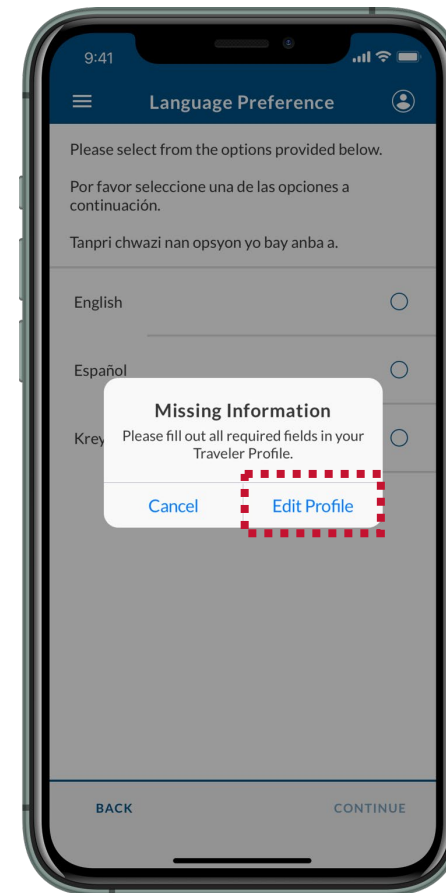 9:41
Language Preference
Please select from the options provided below.
Por favor seleccione una de las opciones a
continuación.
Tanpri chwazi nan opsyon yo bay anba a.
English
Español
Missing Information
Please fill out all required fields in your
Traveler Profile.
Cancel Edit Profile
BACK CONTINUE